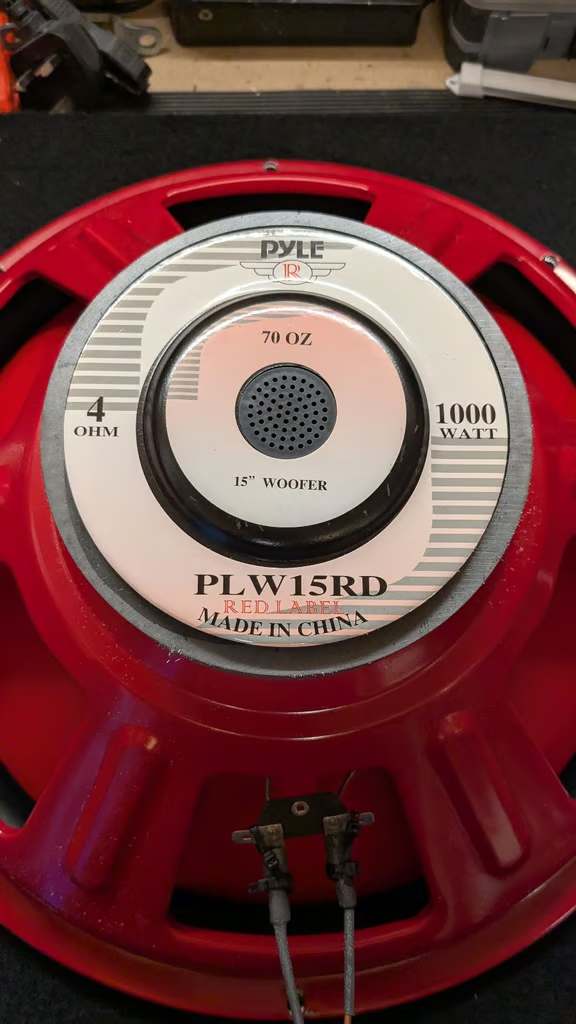 PYLE
R
70 OZ
4
OHM
1000
WATT
15” WOOFER
PLW15RD
RED LABEL
MADE IN CHINA